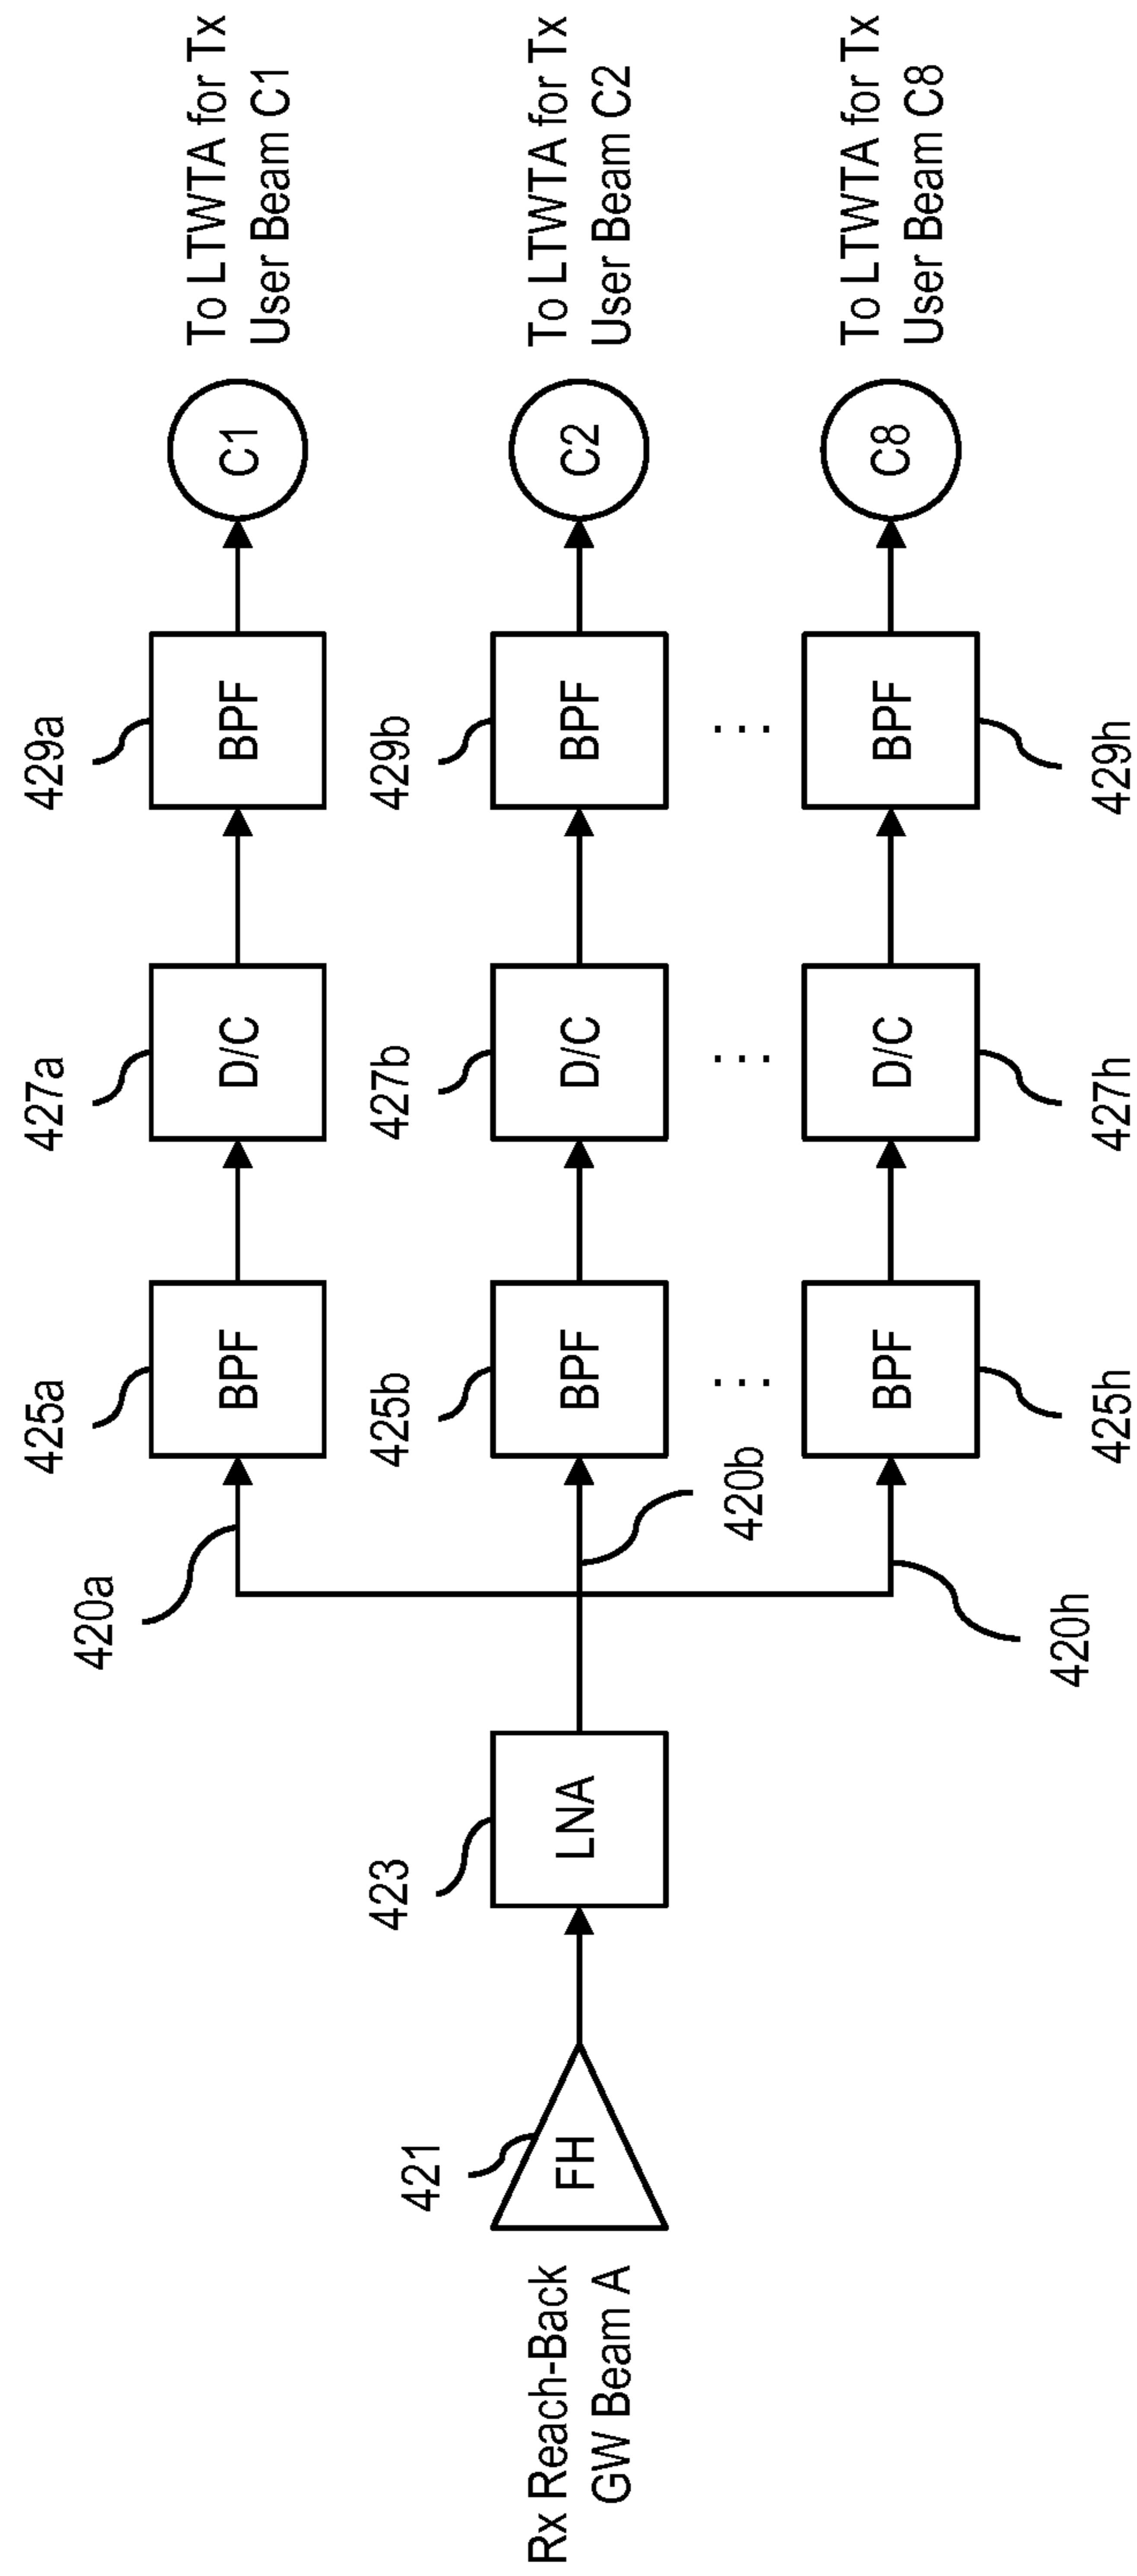 Rx Reach-Back
GW Beam A
FH
421
LNA
423
420a
420b
420h
425a
BPF
427a
D/C
429a
BPF
C1
To LTWTA for Tx
User Beam C1
425b
BPF
427b
D/C
429b
BPF
C2
To LTWTA for Tx
User Beam C2
...
...
...
BPF
425h
D/C
427h
BPF
429h
C8
To LTWTA for Tx
User Beam C8